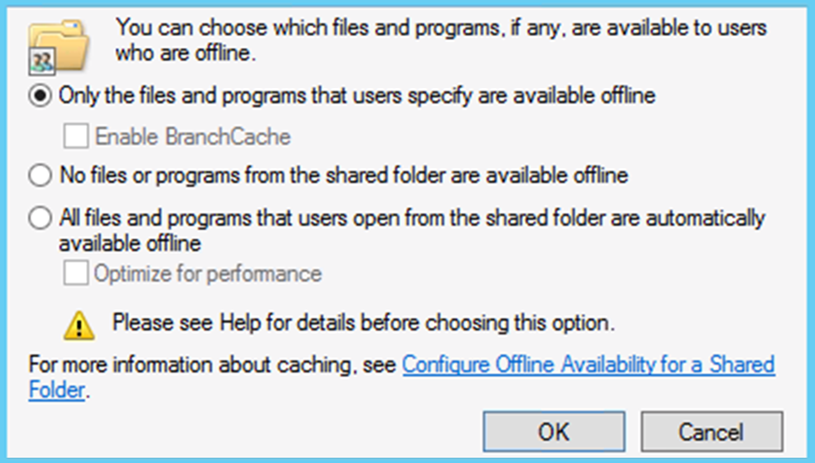 You can choose which files and programs, if any, are available to users
who are offline.
Only the files and programs that users specify are available offline
Enable BranchCache
No files or programs from the shared folder are available offline
All files and programs that users open from the shared folder are automatically
available offline
Optimize for performance
Please see Help for details before choosing this option.
For more information about caching, see Configure Offline Availability for a Shared
Folder.
OK
Cancel